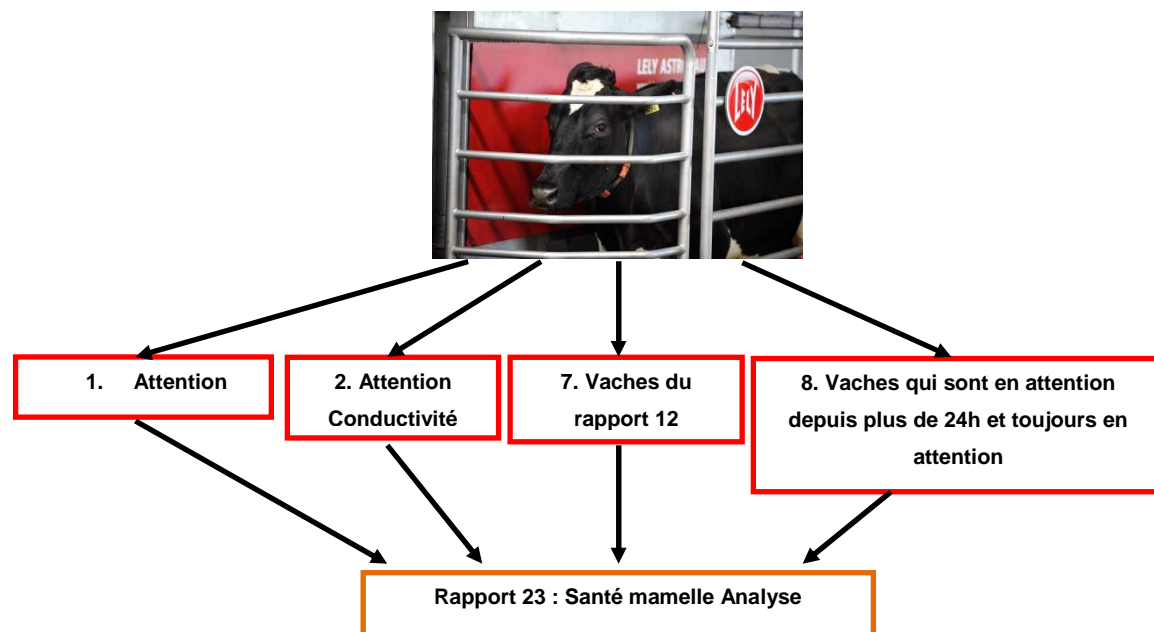 LELY ASTRONAU
LELY
1. Attention
2. Attention
Conductivité
7. Vaches du
rapport 12
8. Vaches qui sont en attention
depuis plus de 24h et toujours en
attention
Rapport 23 : Santé mamelle Analyse